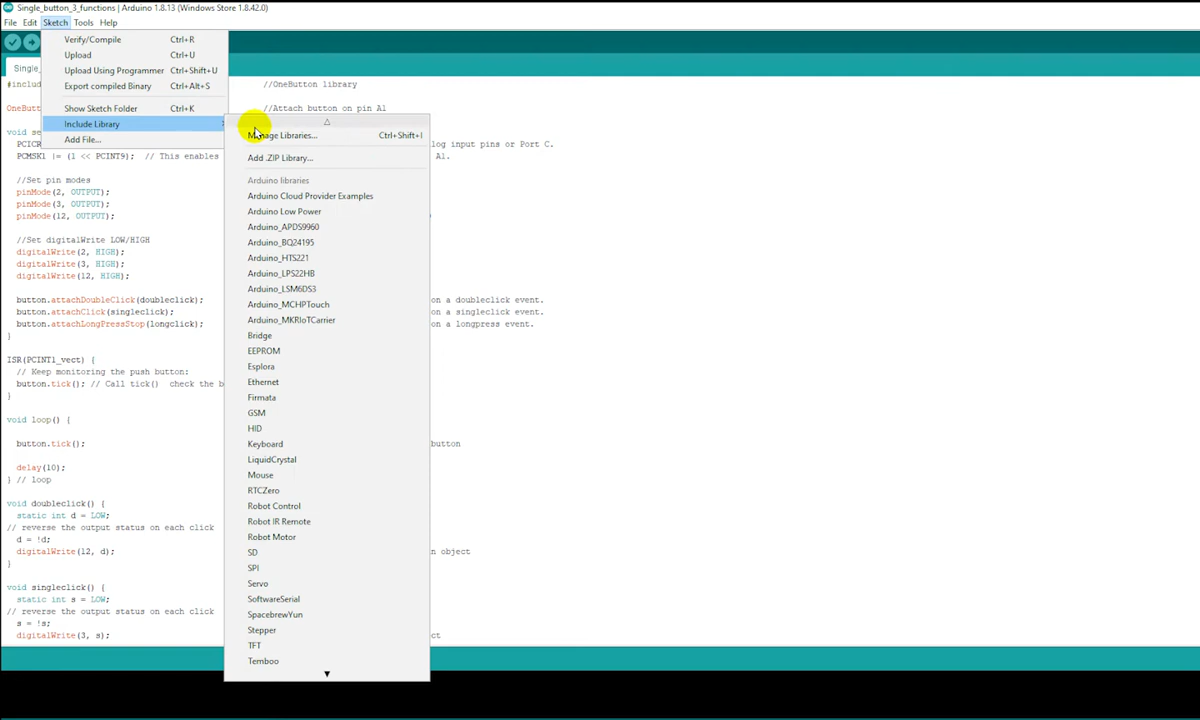 Single_button_3_functions | Arduino 1.8.13 (Windows Store 1.8.42.0)
File Edit Sketch Tools Help
Verify/Compile Ctrl+R
Upload Ctrl+U
Upload Using Programmer Ctrl+Shift+U
Export compiled Binary Ctrl+Alt+S
Show Sketch Folder Ctrl+K
Include Library
Add File...
Manage Libraries... Ctrl+Shift+I
Add .ZIP Library...
Arduino libraries
Arduino Cloud Provider Examples
Arduino Low Power
Arduino_APDS9960
Arduino_BQ24195
Arduino_HTS221
Arduino_LPS22HB
Arduino_LSM6DS3
Arduino_MCHPTouch
Arduino_MKRIoTCarrier
Bridge
EEPROM
Esplora
Ethernet
Firmata
GSM
HID
Keyboard
LiquidCrystal
Mouse
RTCZero
Robot Control
Robot IR Remote
Robot Motor
SD
SPI
Servo
SoftwareSerial
SpacebrewYun
Stepper
TFT
Temboo
Single_
#includ //OneButton library
OneButt //Attach button on pin A1
void se
PCICR log input pins or Port C.
PCMSK1 |= (1 << PCINT9); // This enables A1.
//Set pin modes
pinMode(2, OUTPUT);
pinMode(3, OUTPUT);
pinMode(12, OUTPUT);
//Set digitalWrite LOW/HIGH
digitalWrite(2, HIGH);
digitalWrite(3, HIGH);
digitalWrite(12, HIGH);
button.attachDoubleClick(doubleclick); on a doubleclick event.
button.attachClick(singleclick); on a singleclick event.
button.attachLongPressStop(longclick); on a longpress event.
}
ISR(PCINT1_vect) {
// Keep monitoring the push button:
button.tick(); // Call tick() check the b
}
void loop() {
button.tick(); button
delay(10);
} // loop
void doubleclick() {
static int d = LOW;
// reverse the output status on each click
d = !d;
digitalWrite(12, d); n object
}
void singleclick() {
static int s = LOW;
// reverse the output status on each click
s = !s;
digitalWrite(3, s); ct